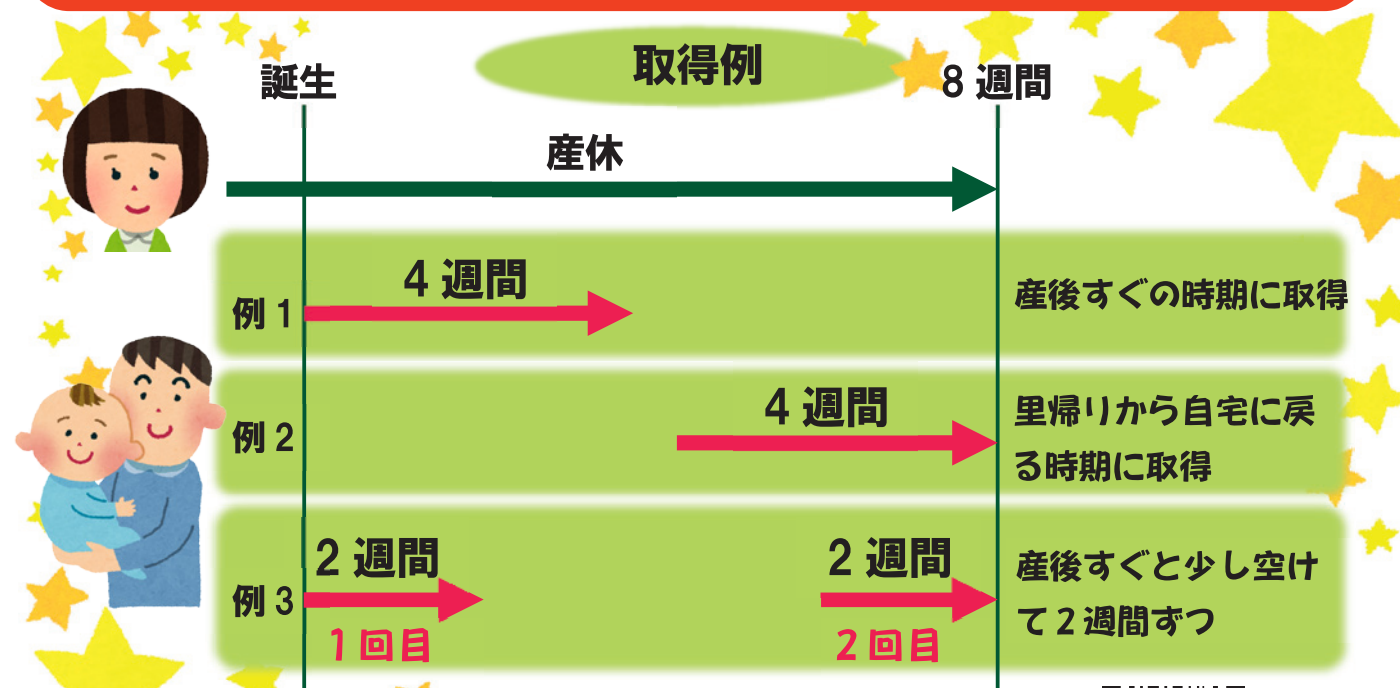 取得例
誕生
8 週間
産休
4 週間
例 1
産後すぐの時期に取得
4 週間
例 2
里帰りから自宅に戻
る時期に取得
2 週間
2 週間
例 3
産後すぐと少し空け
て 2 週間ずつ
1 回目
2 回目